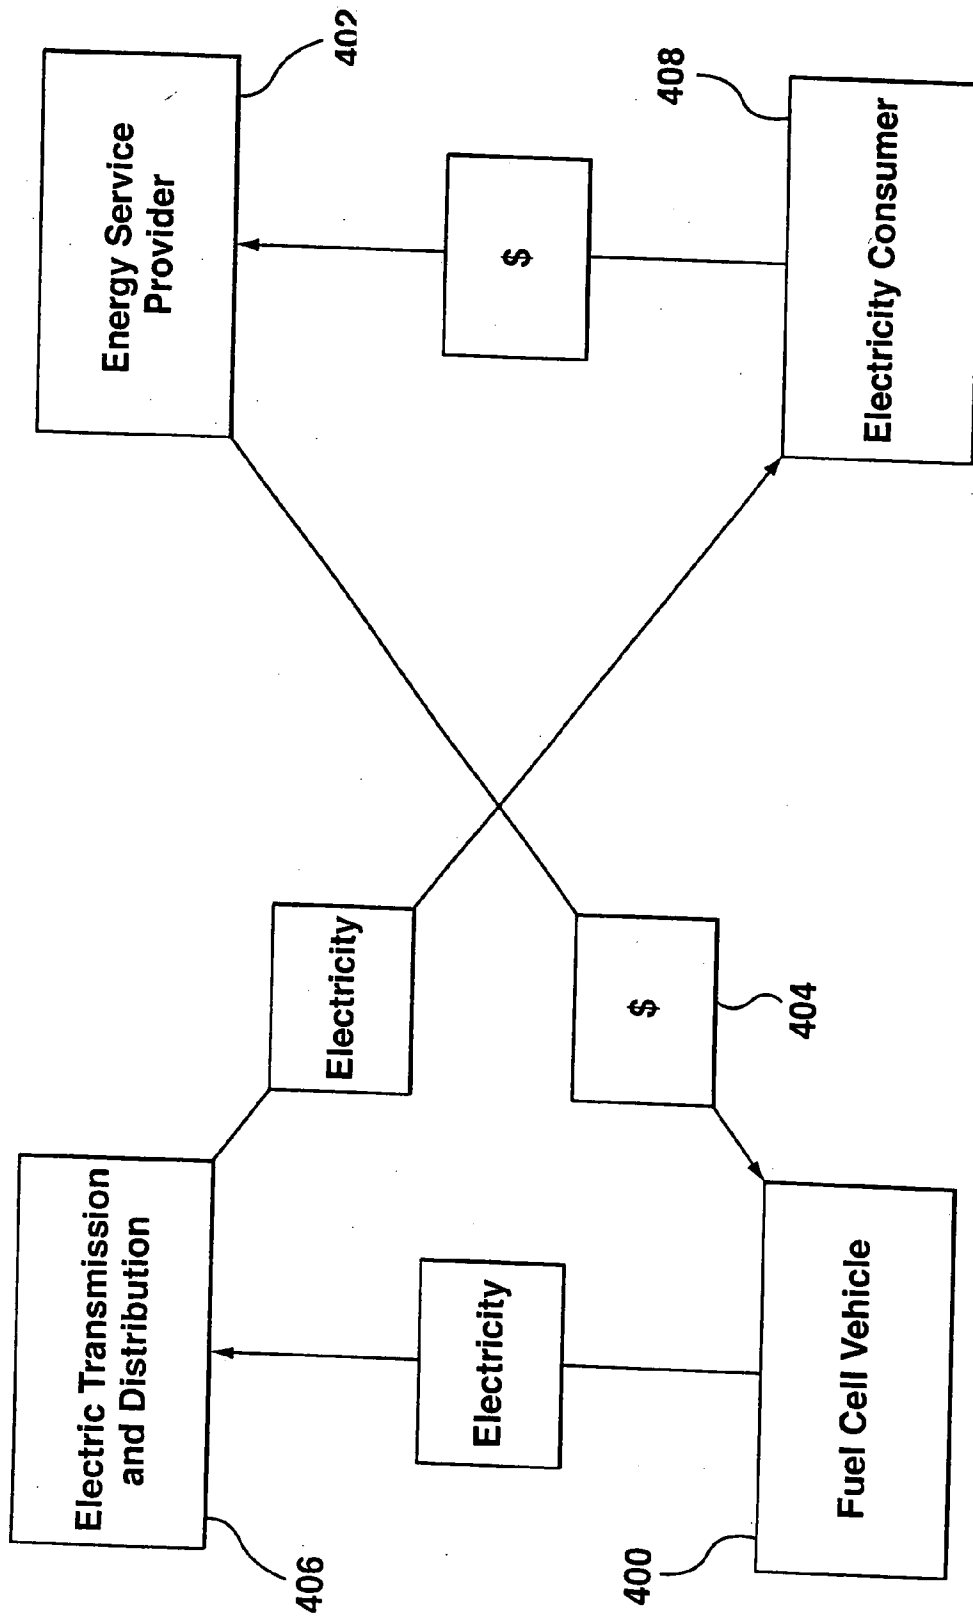 Electric Transmission
and Distribution
406
Electricity
Energy Service
Provider
402
Electricity
$
Fuel Cell Vehicle
400
$
404
Electricity Consumer
408